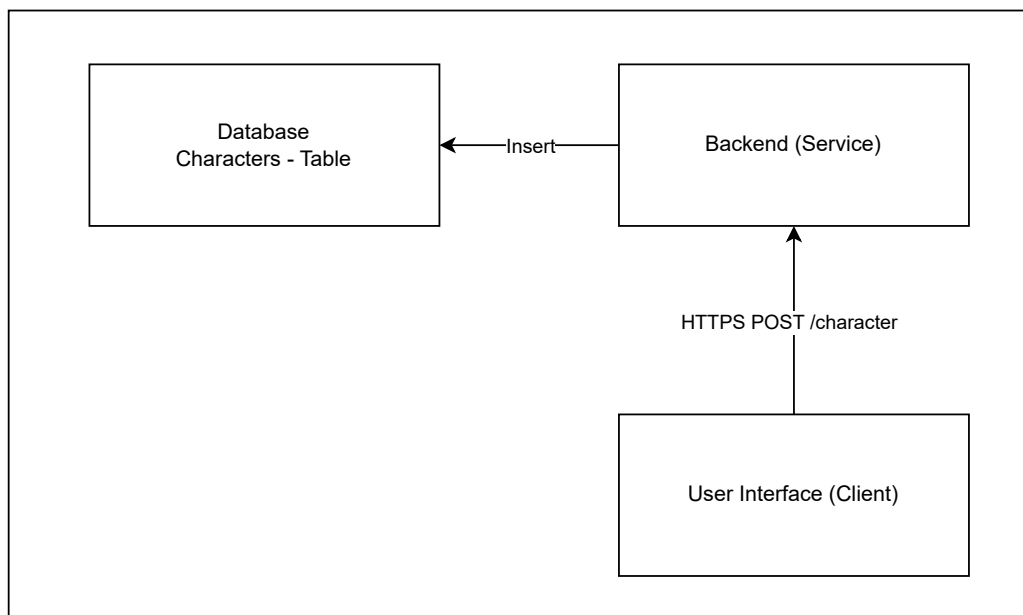 Database
Characters - Table
Insert
Backend (Service)
HTTPS POST /character
User Interface (Client)